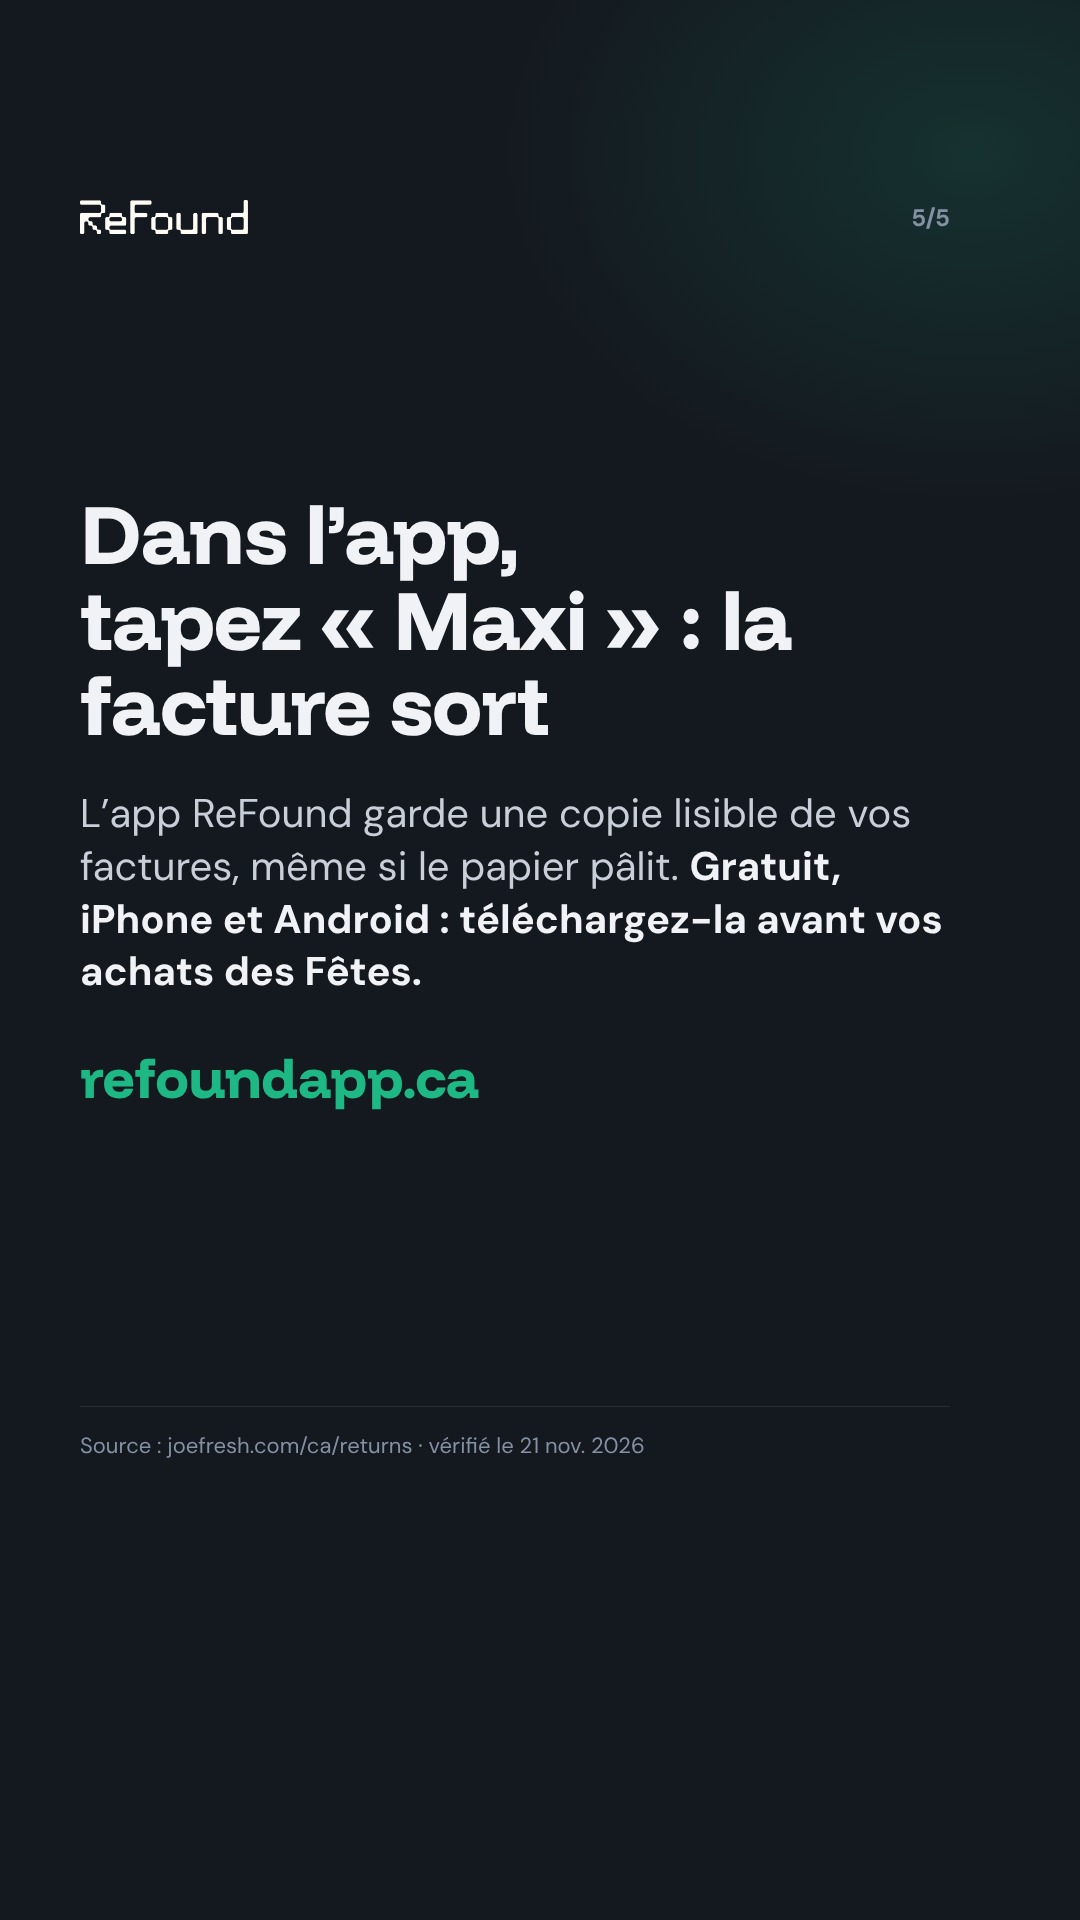 ReFound
5/5
Dans l’app,
tapez « Maxi » : la
facture sort
L’app ReFound garde une copie lisible de vos
factures, même si le papier pâlit. Gratuit,
iPhone et Android : téléchargez-la avant vos
achats des Fêtes.
refoundapp.ca
Source : joefresh.com/ca/returns · vérifié le 21 nov. 2026